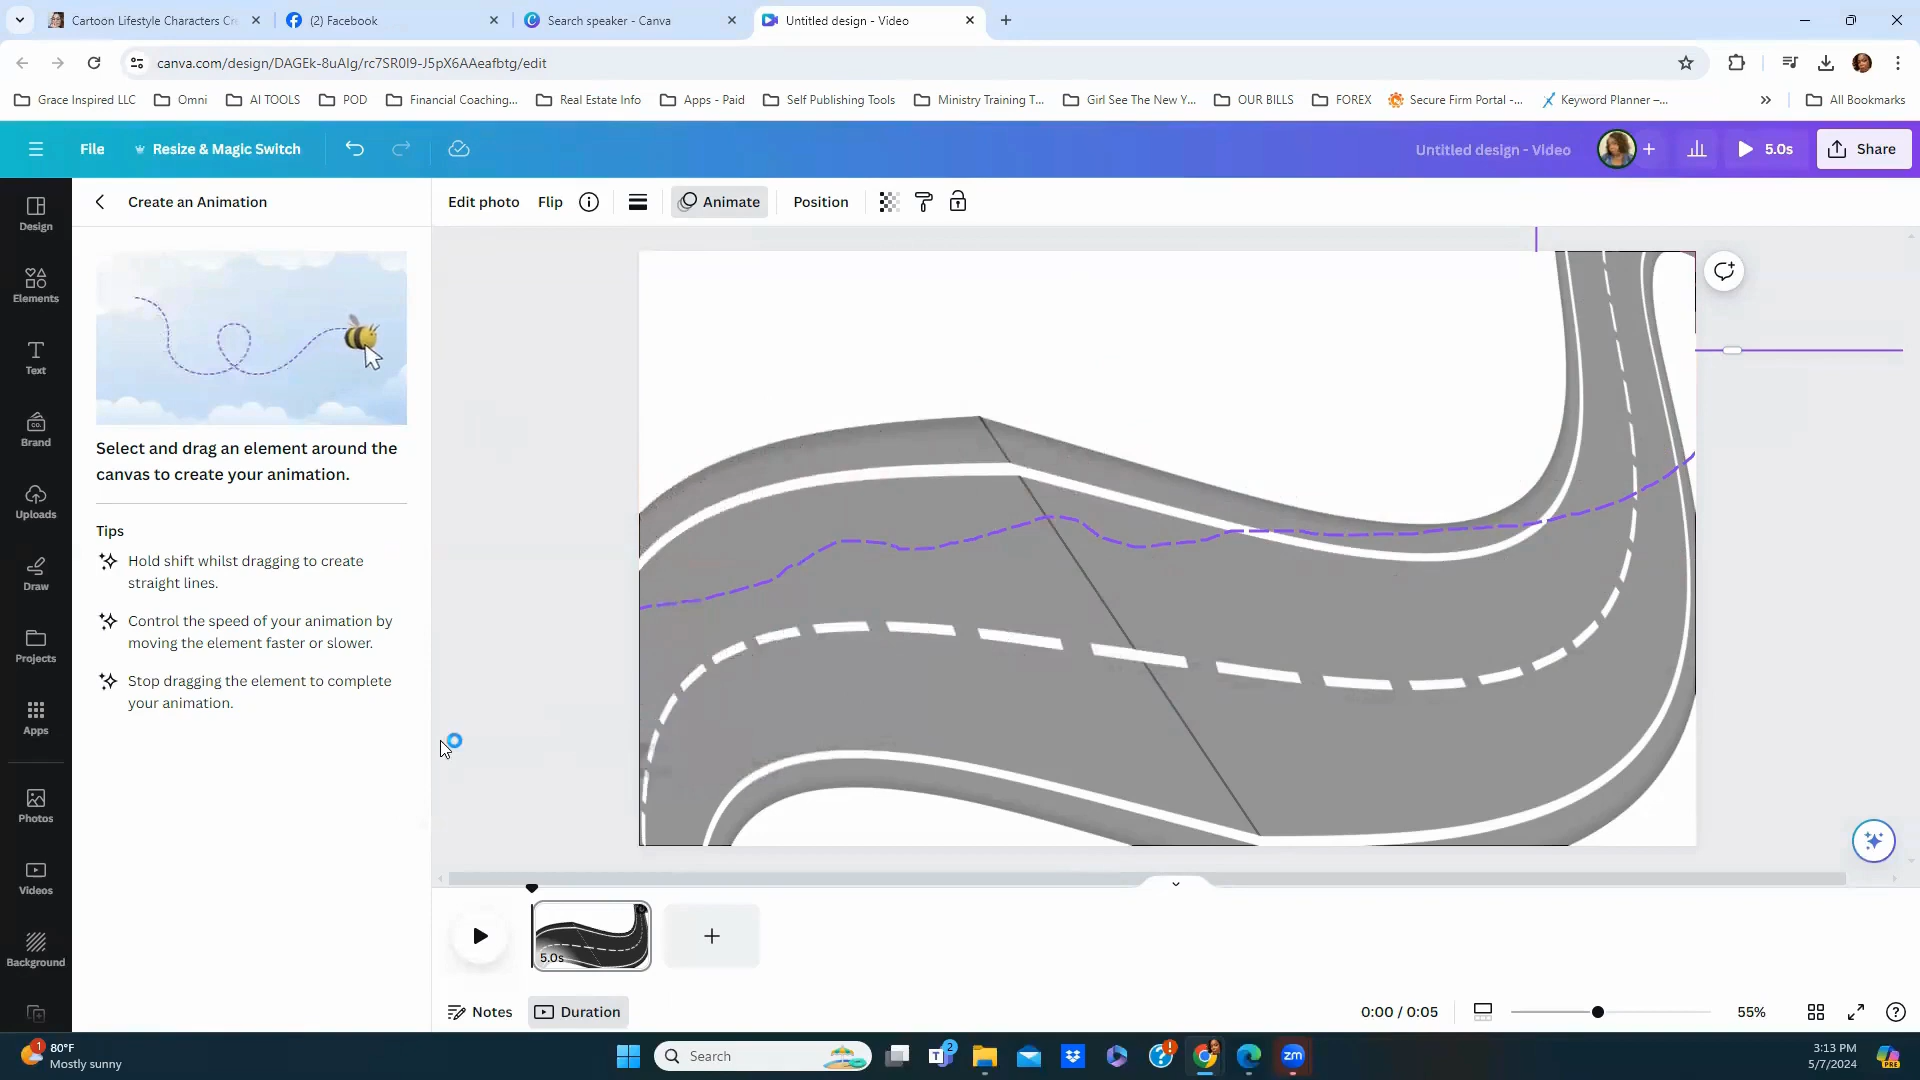 Cartoon Lifestyle Characters Cr
(2) Facebook
Search speaker - Canva
Untitled design - Video
canva.com/design/DAGEk-8uAIg/rc7SR0I9-J5pX6AAeafbtg/edit
Grace Inspired LLC
Omni
AI TOOLS
POD
Financial Coaching...
Real Estate Info
Apps - Paid
Self Publishing Tools
Ministry Training T...
Girl See The New Y...
OUR BILLS
FOREX
Secure Firm Portal -...
Keyword Planner –...
All Bookmarks
File
Resize & Magic Switch
Untitled design - Video
5.0s
Share
Design
Elements
Text
Brand
Uploads
Draw
Projects
Apps
Photos
Videos
Background
Create an Animation
Select and drag an element around the
canvas to create your animation.
Tips
Hold shift whilst dragging to create
straight lines.
Control the speed of your animation by
moving the element faster or slower.
Stop dragging the element to complete
your animation.
Edit photo
Flip
Animate
Position
5.0s
Notes
Duration
0:00 / 0:05
55%
80°F
Mostly sunny
Search
zm
3:13 PM
5/7/2024